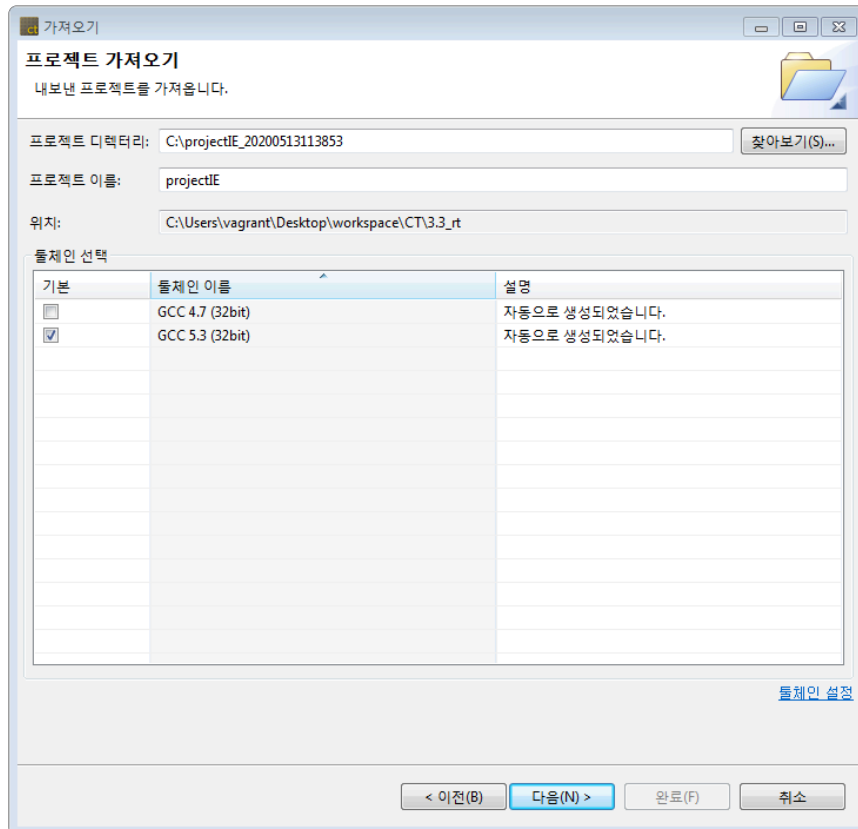 ct 가져오기
프로젝트 가져오기
내보낸 프로젝트를 가져옵니다.
프로젝트 디렉터리: C:\projectIE_20200513113853 찾아보기(S)...
프로젝트 이름: projectIE
위치: C:\Users\vagrant\Desktop\workspace\CT\3.3_rt
툴체인 선택
기본 툴체인 이름 설명
GCC 4.7 (32bit) 자동으로 생성되었습니다.
GCC 5.3 (32bit) 자동으로 생성되었습니다.
툴체인 설정
< 이전(B) 다음(N) > 완료(F) 취소